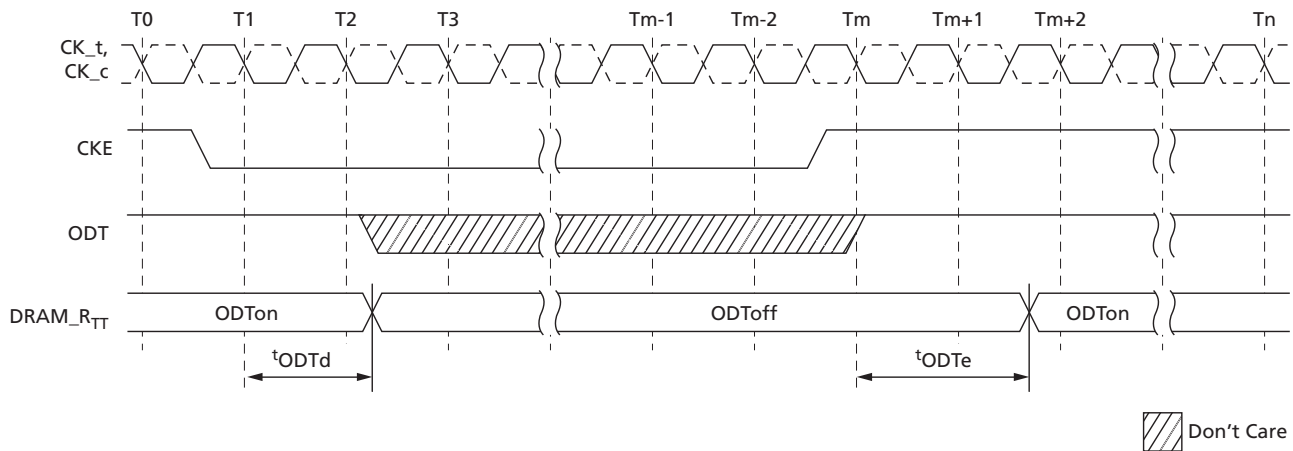 T0 T1 T2 T3 Tm-1 Tm-2 Tm Tm+1 Tm+2 Tn
CK_t,
CK_c
CKE
ODT
DRAM_RTT ODTon ODToff ODTon
tODTd tODTe
Don't Care